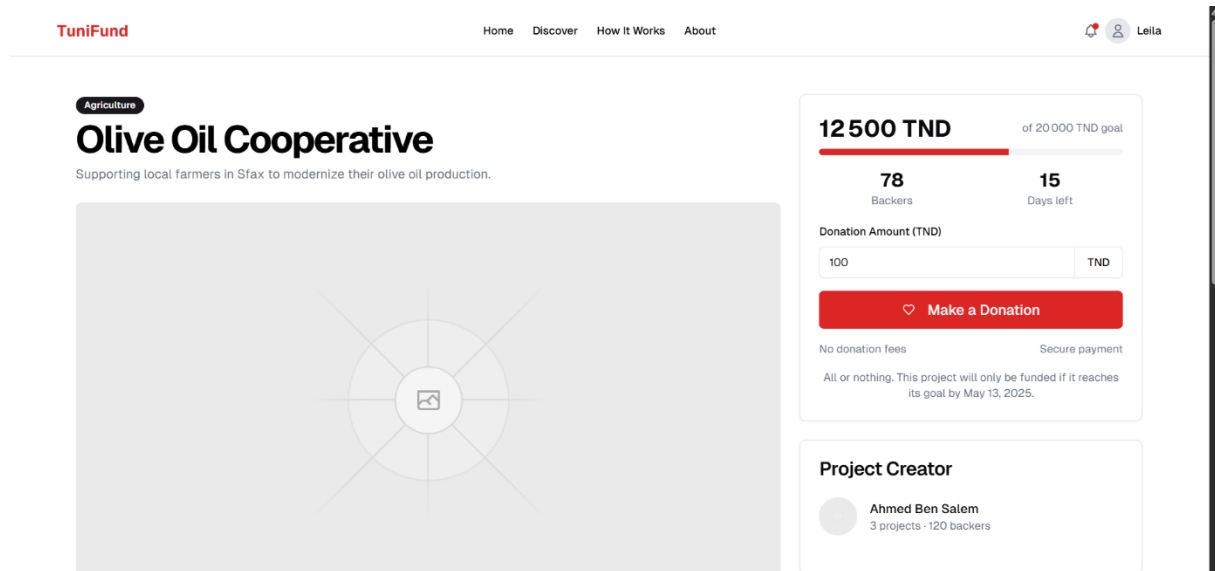 TuniFund
Home Discover How It Works About
Leila
Agriculture
Olive Oil Cooperative
Supporting local farmers in Sfax to modernize their olive oil production.
12 500 TND
of 20 000 TND goal
78
Backers
15
Days left
Donation Amount (TND)
100
TND
Make a Donation
No donation fees
Secure payment
All or nothing. This project will only be funded if it reaches
its goal by May 13, 2025.
Project Creator
Ahmed Ben Salem
3 projects · 120 backers